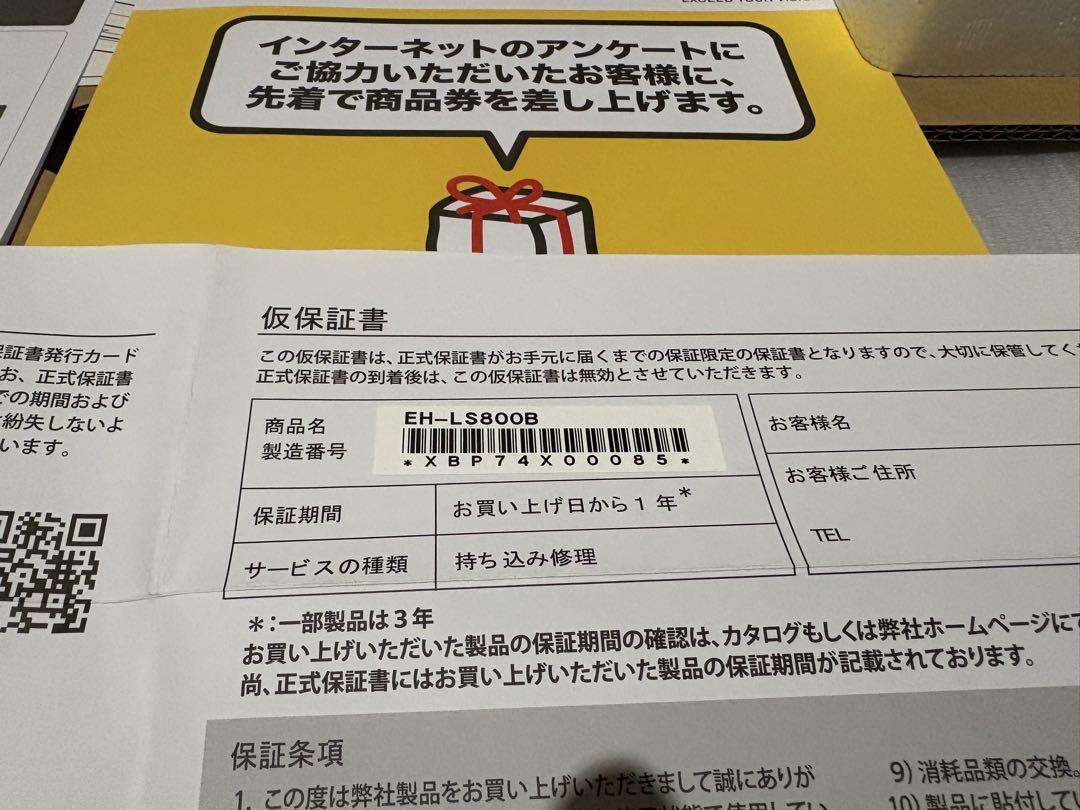 EXCEED YOUR
インターネットのアンケートに
ご協力いただいたお客様に、
先着で商品券を差し上げます。
証書発行カード
お、正式保証書
での期間および
紛失しないよ
います。
仮保証書
この仮保証書は、正式保証書がお手元に届くまでの保証限定の保証書となりますので、大切に保管してく
正式保証書の到着後は、この仮保証書は無効とさせていただきます。
商品名
製造番号
EH-LS800B
*XBP74X00085*
保証期間
お買い上げ日から1年*
サービスの種類
持ち込み修理
お客様名
お客様ご住所
TEL
*:一部製品は3年
お買い上げいただいた製品の保証期間の確認は、カタログもしくは弊社ホームページにて
尚、正式保証書にはお買い上げいただいた製品の保証期間が記載されております。
保証条項
1. この度は弊社製品をお買い上げいただきまして誠にありが
9) 消耗品類の交換。
10) 製品に貼付してい